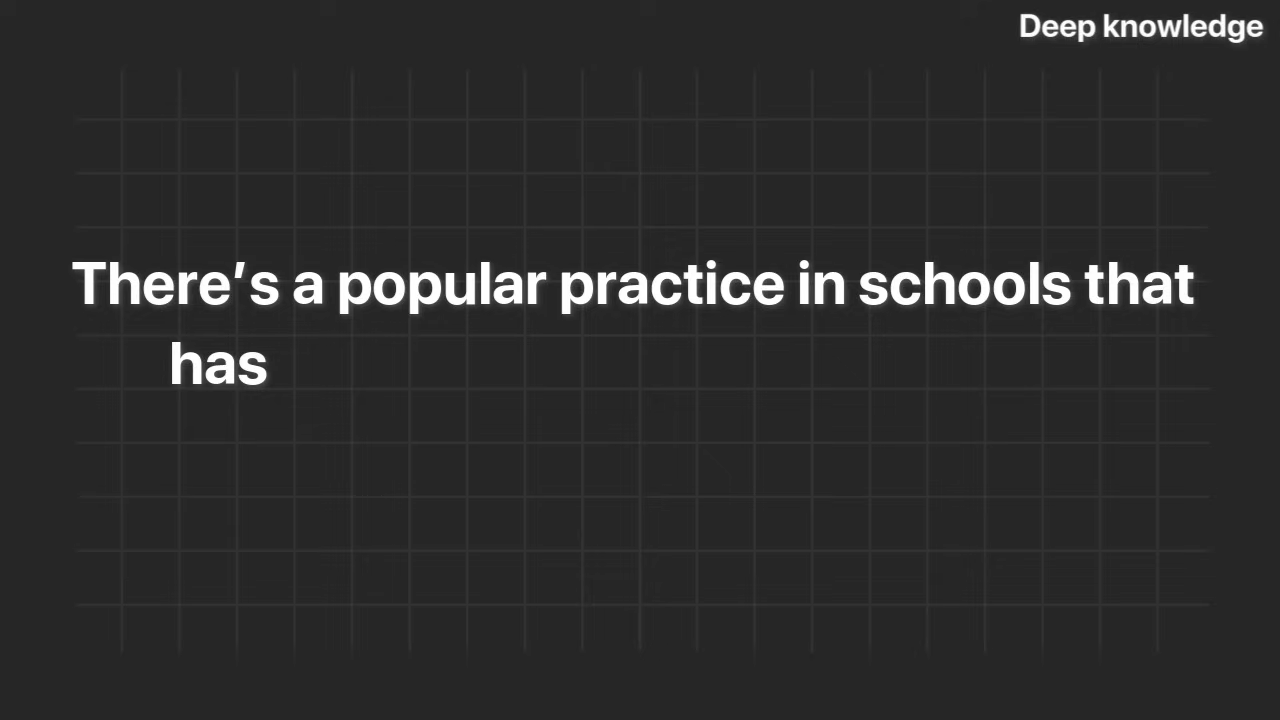 Deep knowledge
There′s a popular practice in schools that
has